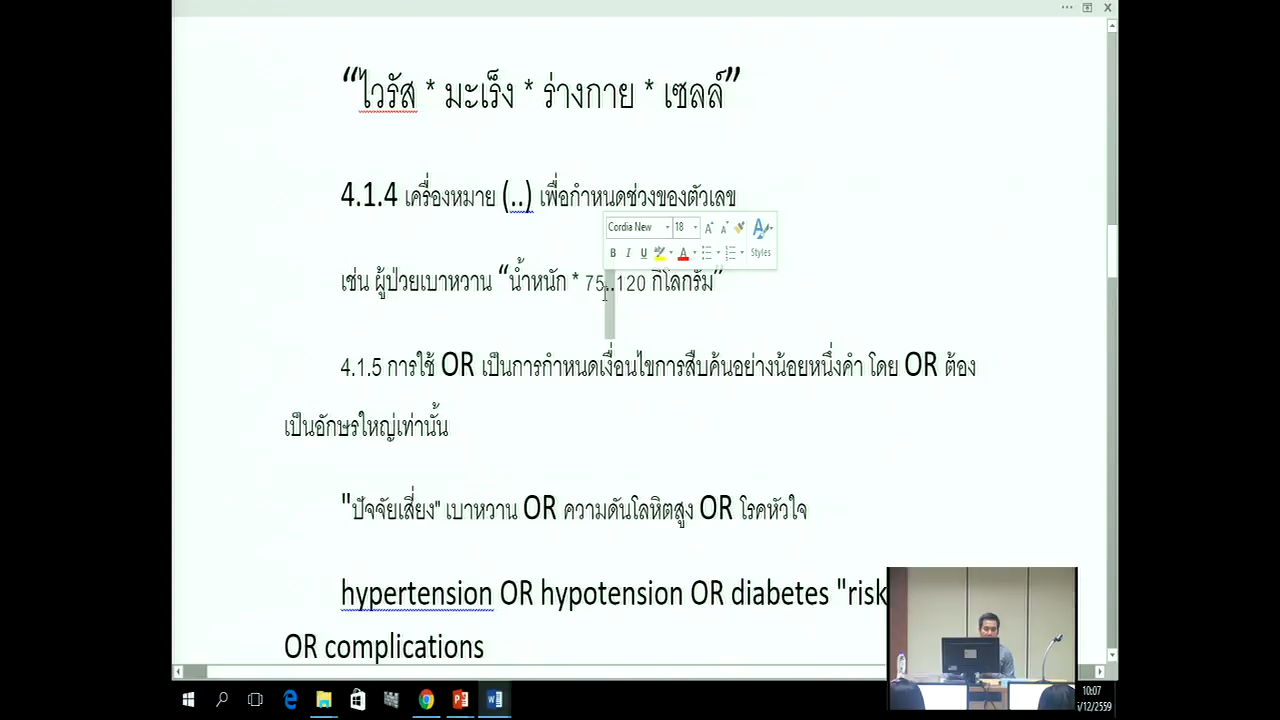 “ไวรัส * มะเร็ง * ร่างกาย * เซลล์”
4.1.4 เครื่องหมาย (..) เพื่อกำหนดช่วงของตัวเลข
Cordia New 18
B I U Styles
เช่น ผู้ป่วยเบาหวาน “น้ำหนัก * 75..120 กิโลกรัม”
4.1.5 การใช้ OR เป็นการกำหนดเงื่อนไขการสืบค้นอย่างน้อยหนึ่งคำ โดย OR ต้อง
เป็นอักษรใหญ่เท่านั้น
"ปัจจัยเสี่ยง" เบาหวาน OR ความดันโลหิตสูง OR โรคหัวใจ
hypertension OR hypotension OR diabetes "risk
OR complications
10:07
/12/2559